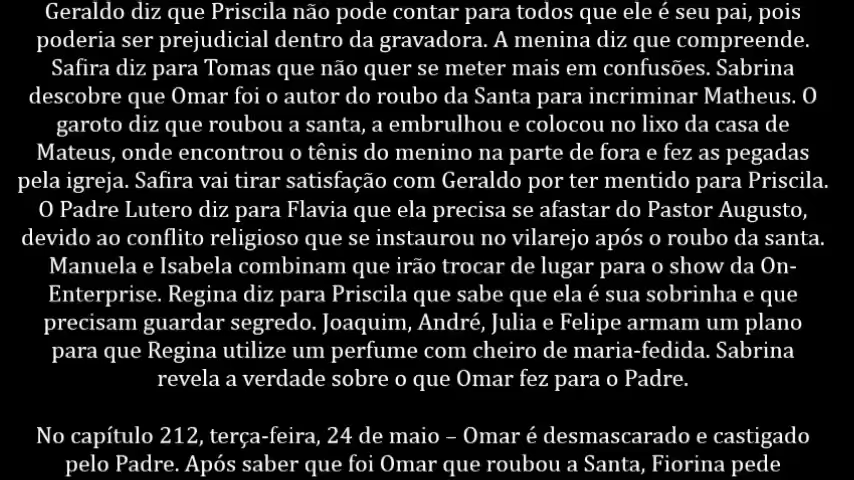 Geraldo diz que Priscila não pode contar para todos que ele é seu pai, pois
poderia ser prejudicial dentro da gravadora. A menina diz que compreende.
Safira diz para Tomas que não quer se meter mais em confusões. Sabrina
descobre que Omar foi o autor do roubo da Santa para incriminar Matheus. O
garoto diz que roubou a santa, a embrulhou e colocou no lixo da casa de
Mateus, onde encontrou o tênis do menino na parte de fora e fez as pegadas
pela igreja. Safira vai tirar satisfação com Geraldo por ter mentido para Priscila.
O Padre Lutero diz para Flavia que ela precisa se afastar do Pastor Augusto,
devido ao conflito religioso que se instaurou no vilarejo após o roubo da santa.
Manuela e Isabela combinam que irão trocar de lugar para o show da On-
Enterprise. Regina diz para Priscila que sabe que ela é sua sobrinha e que
precisam guardar segredo. Joaquim, André, Julia e Felipe armam um plano
para que Regina utilize um perfume com cheiro de maria-fedida. Sabrina
revela a verdade sobre o que Omar fez para o Padre.
No capítulo 212, terça-feira, 24 de maio – Omar é desmascarado e castigado
pelo Padre. Após saber que foi Omar que roubou a Santa, Fiorina pede